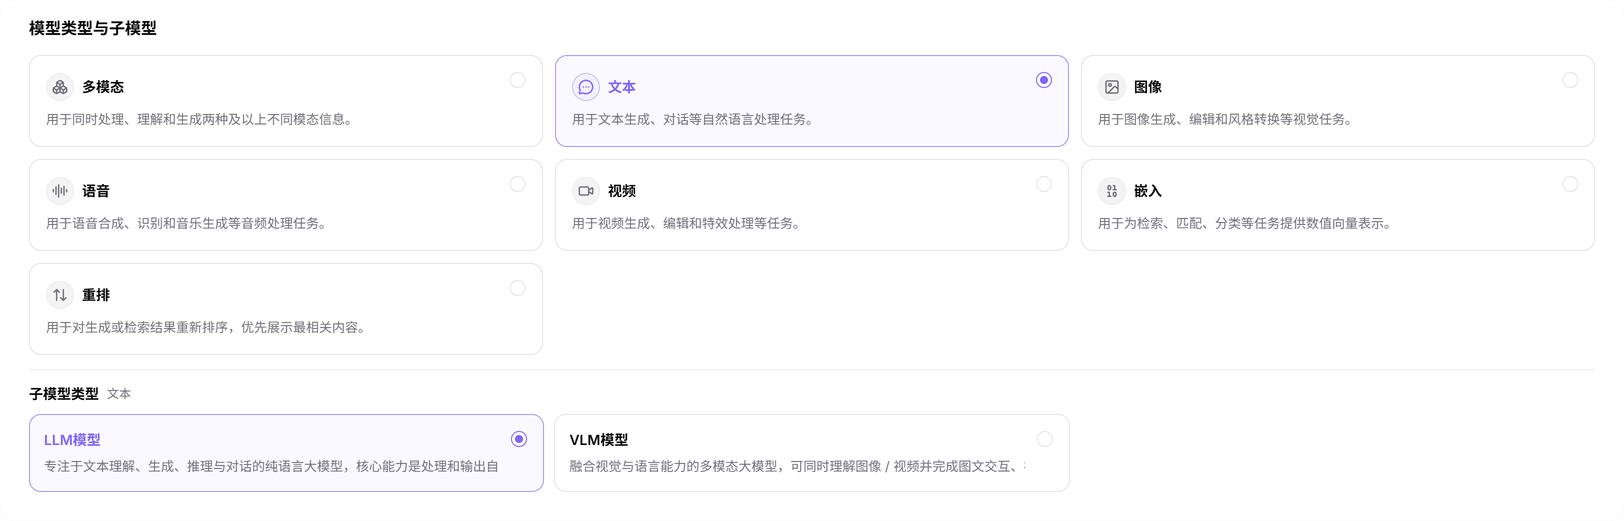 模型类型与子模型
多模态
用于同时处理、理解和生成两种及以上不同模态信息。
文本
用于文本生成、对话等自然语言处理任务。
图像
用于图像生成、编辑和风格转换等视觉任务。
语音
用于语音合成、识别和音乐生成等音频处理任务。
视频
用于视频生成、编辑和特效处理等任务。
嵌入
用于为检索、匹配、分类等任务提供数值向量表示。
重排
用于对生成或检索结果重新排序，优先展示最相关内容。
子模型类型 文本
LLM模型
专注于文本理解、生成、推理与对话的纯语言大模型，核心能力是处理和输出自
VLM模型
融合视觉与语言能力的多模态大模型，可同时理解图像 / 视频并完成图文交互、